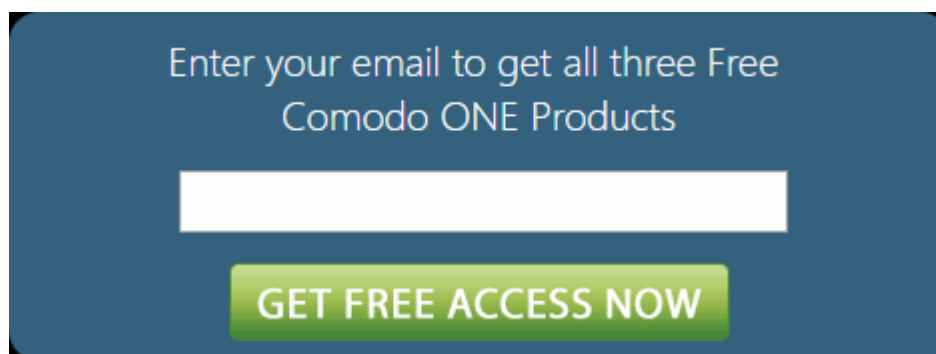 Enter your email to get all three Free
Comodo ONE Products
GET FREE ACCESS NOW